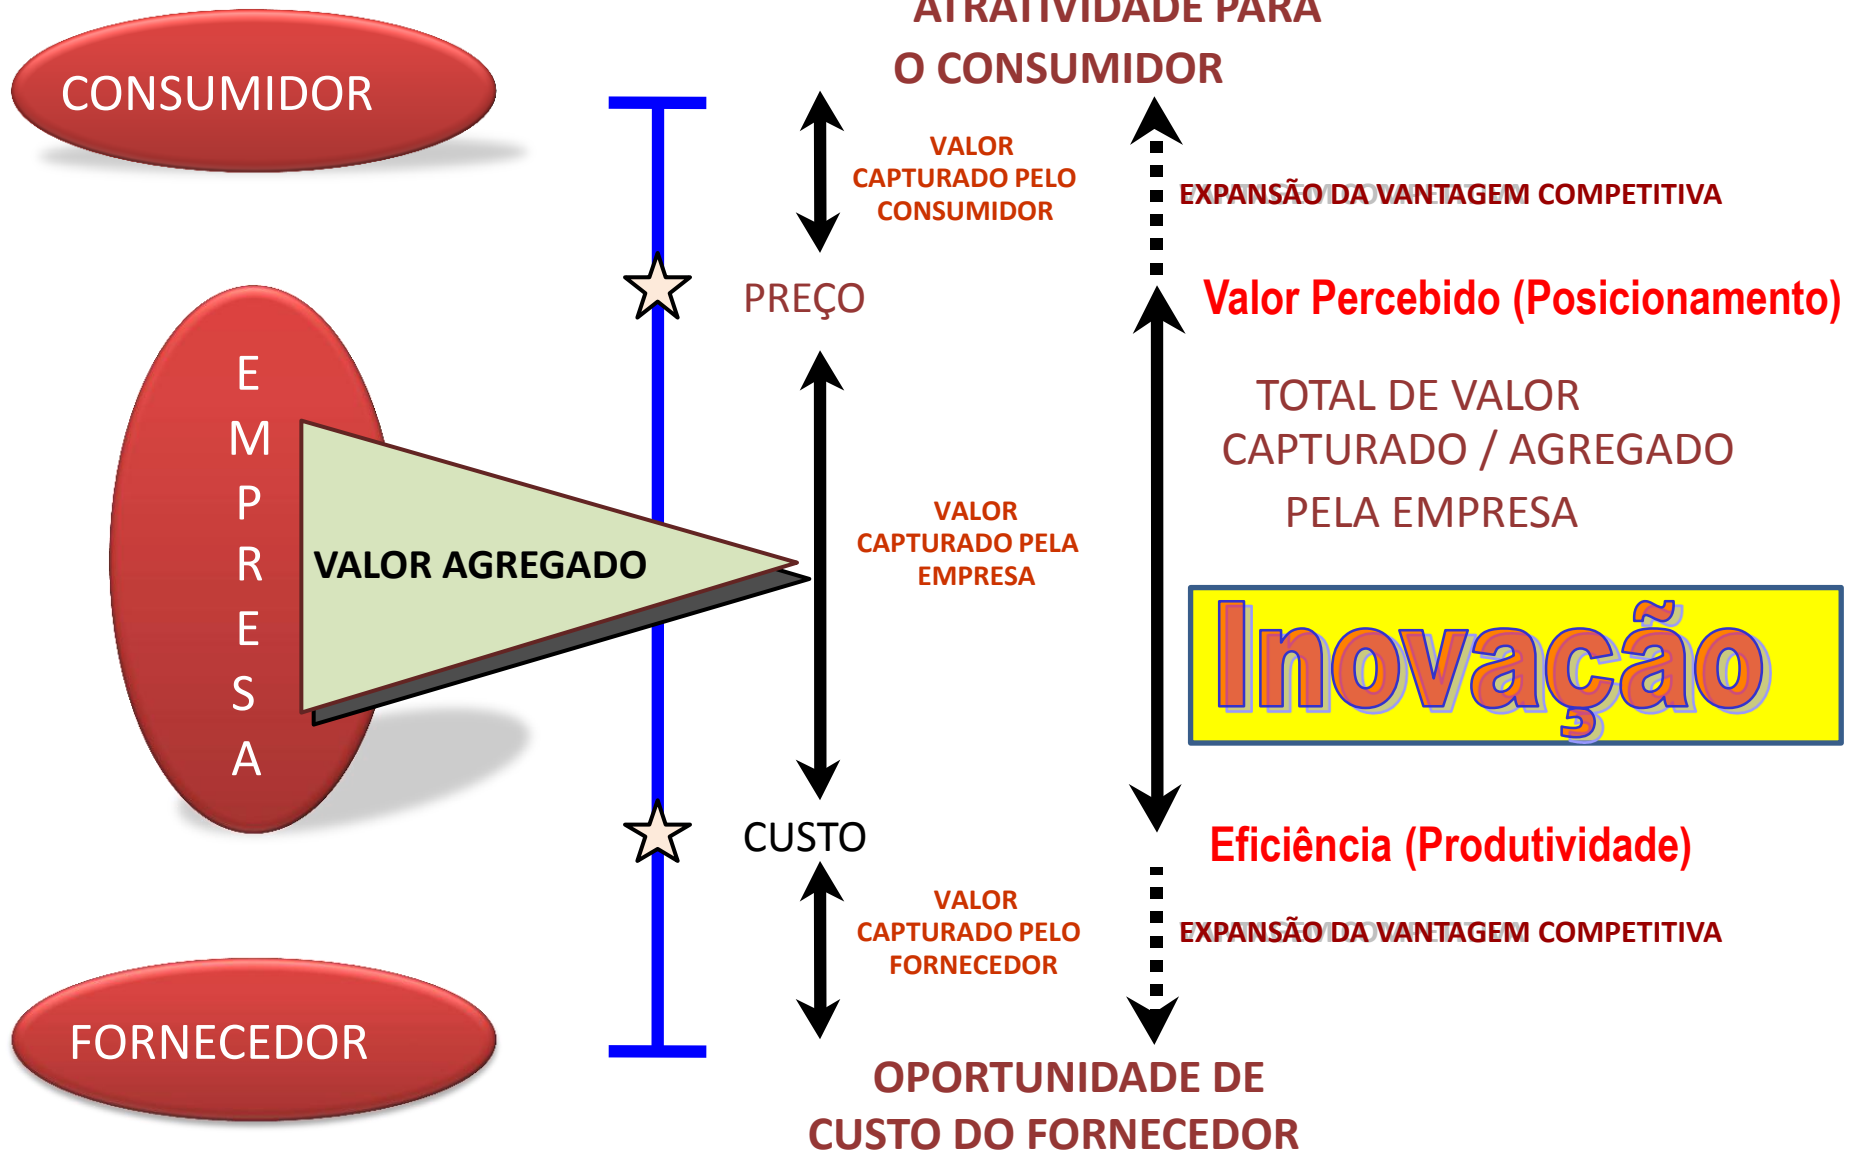 ATRATIVIDADE PARA
O CONSUMIDOR
CONSUMIDOR
VALOR
CAPTURADO PELO
CONSUMIDOR
EXPANSÃO DA VANTAGEM COMPETITIVA
PREÇO
Valor Percebido (Posicionamento)
E
M
P
R
E
S
A
TOTAL DE VALOR
CAPTURADO / AGREGADO
PELA EMPRESA
VALOR AGREGADO
VALOR
CAPTURADO PELA
EMPRESA
Inovação
CUSTO
Eficiência (Produtividade)
VALOR
CAPTURADO PELO
FORNECEDOR
EXPANSÃO DA VANTAGEM COMPETITIVA
FORNECEDOR
OPORTUNIDADE DE
CUSTO DO FORNECEDOR